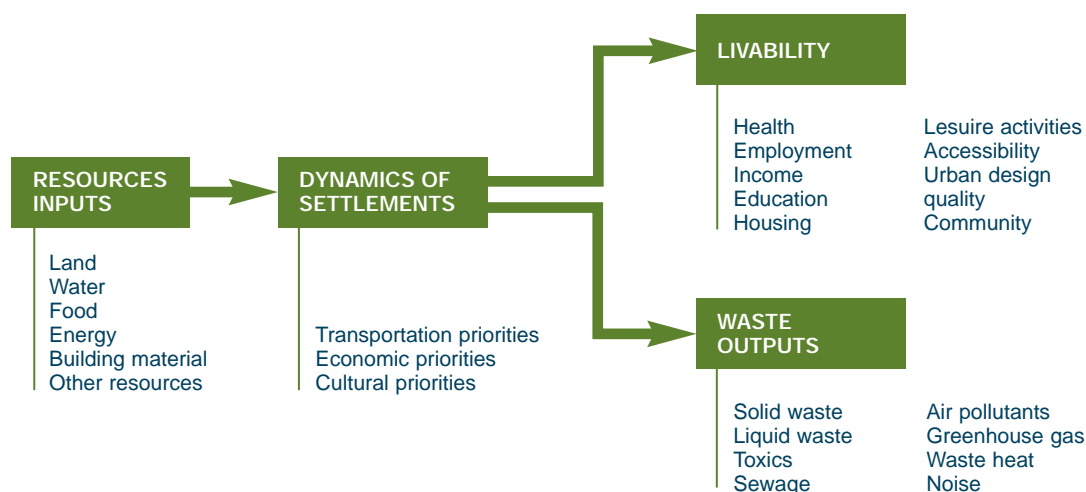 RESOURCES
INPUTS
Land
Water
Food
Energy
Building material
Other resources
DYNAMICS OF
SETTLEMENTS
Transportation priorities
Economic priorities
Cultural priorities
LIVABILITY
Health
Employment
Income
Education
Housing
Lesuire activities
Accessibility
Urban design
quality
Community
WASTE
OUTPUTS
Solid waste
Liquid waste
Toxics
Sewage
Air pollutants
Greenhouse gas
Waste heat
Noise